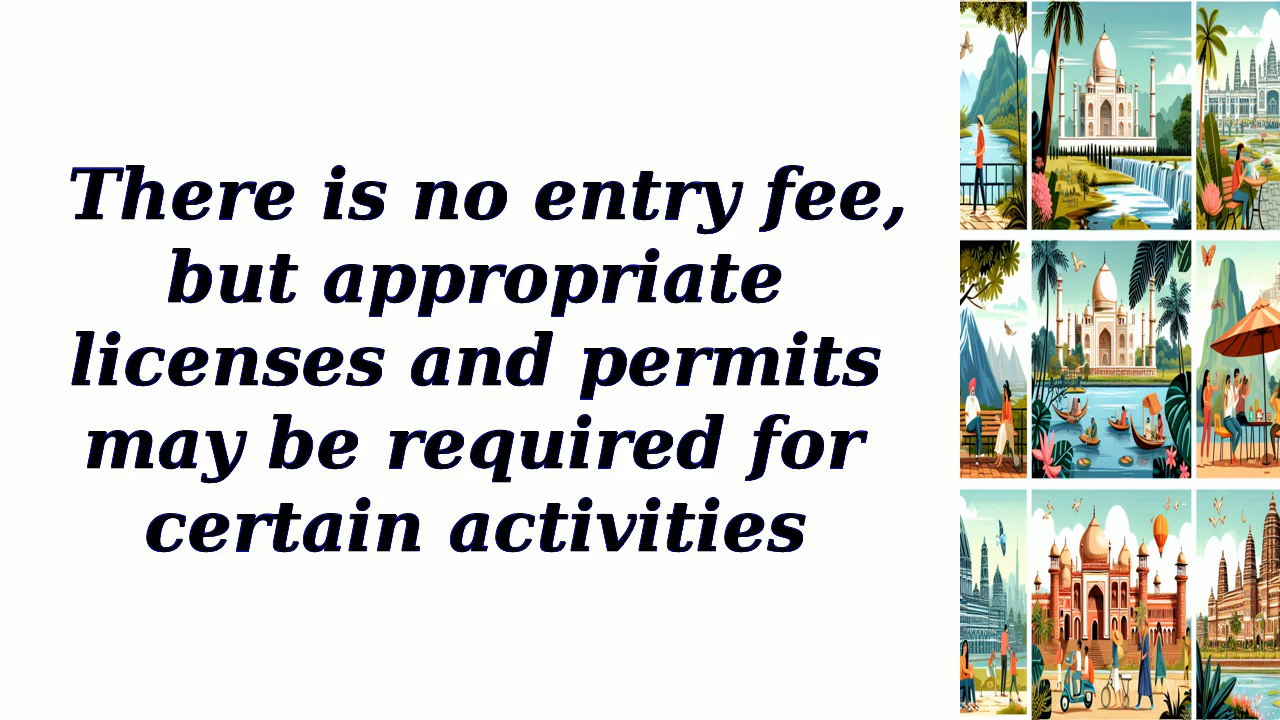 There is no entry fee,
but appropriate
licenses and permits
may be required for
certain activities